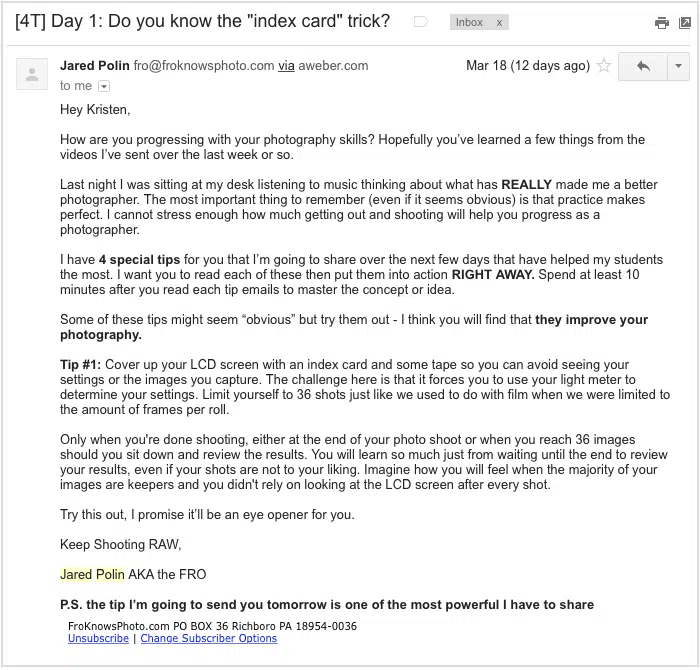 [4T] Day 1: Do you know the "index card" trick?
Inbox x
Jared Polin fro@froknowsphoto.com via aweber.com
Mar 18 (12 days ago)
to me
Hey Kristen,
How are you progressing with your photography skills? Hopefully you’ve learned a few things from the
videos I’ve sent over the last week or so.
Last night I was sitting at my desk listening to music thinking about what has REALLY made me a better
photographer. The most important thing to remember (even if it seems obvious) is that practice makes
perfect. I cannot stress enough how much getting out and shooting will help you progress as a
photographer.
I have 4 special tips for you that I’m going to share over the next few days that have helped my students
the most. I want you to read each of these then put them into action RIGHT AWAY. Spend at least 10
minutes after you read each tip emails to master the concept or idea.
Some of these tips might seem “obvious” but try them out - I think you will find that they improve your
photography.
Tip #1: Cover up your LCD screen with an index card and some tape so you can avoid seeing your
settings or the images you capture. The challenge here is that it forces you to use your light meter to
determine your settings. Limit yourself to 36 shots just like we used to do with film when we were limited to
the amount of frames per roll.
Only when you're done shooting, either at the end of your photo shoot or when you reach 36 images
should you sit down and review the results. You will learn so much just from waiting until the end to review
your results, even if your shots are not to your liking. Imagine how you will feel when the majority of your
images are keepers and you didn't rely on looking at the LCD screen after every shot.
Try this out, I promise it’ll be an eye opener for you.
Keep Shooting RAW,
Jared Polin AKA the FRO
P.S. the tip I’m going to send you tomorrow is one of the most powerful I have to share
FroKnowsPhoto.com PO BOX 36 Richboro PA 18954-0036
Unsubscribe | Change Subscriber Options